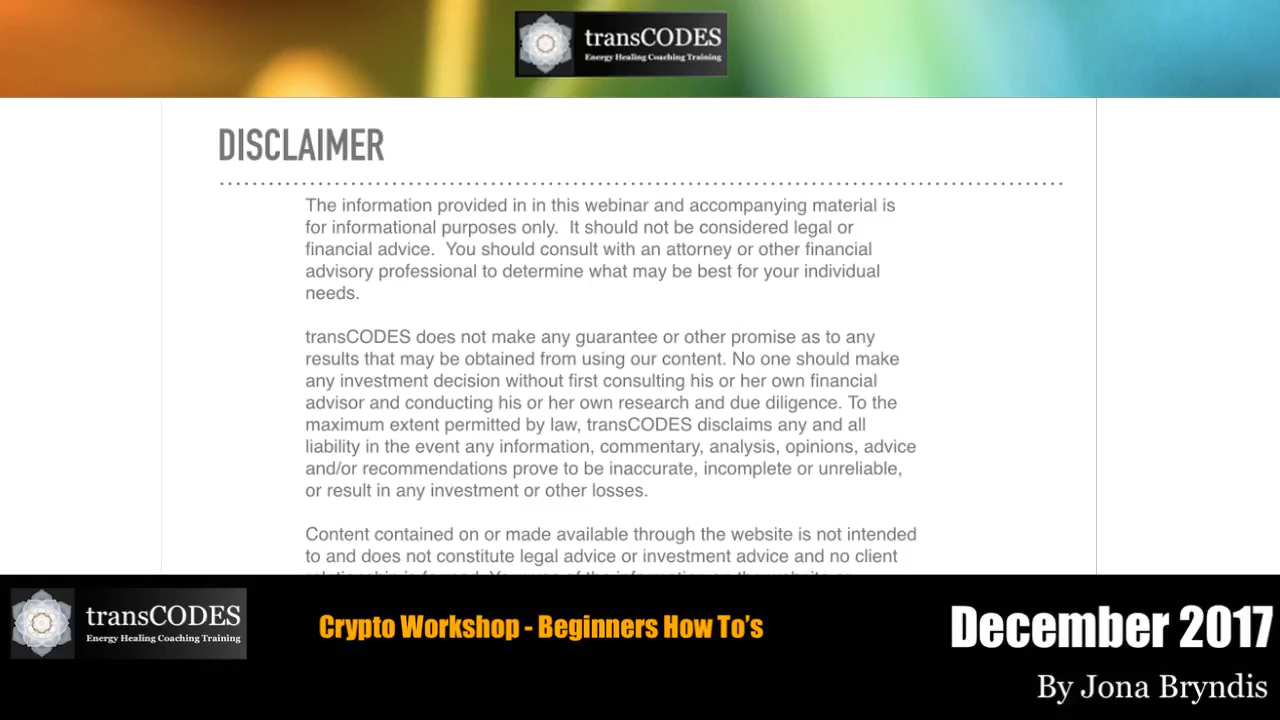 transCODES
Energy Healing Coaching Training
DISCLAIMER
The information provided in in this webinar and accompanying material is
for informational purposes only. It should not be considered legal or
financial advice. You should consult with an attorney or other financial
advisory professional to determine what may be best for your individual
needs.
transCODES does not make any guarantee or other promise as to any
results that may be obtained from using our content. No one should make
any investment decision without first consulting his or her own financial
advisor and conducting his or her own research and due diligence. To the
maximum extent permitted by law, transCODES disclaims any and all
liability in the event any information, commentary, analysis, opinions, advice
and/or recommendations prove to be inaccurate, incomplete or unreliable,
or result in any investment or other losses.
Content contained on or made available through the website is not intended
to and does not constitute legal advice or investment advice and no client
transCODES
Energy Healing Coaching Training
Crypto Workshop - Beginners How To's
December 2017
By Jona Bryndis